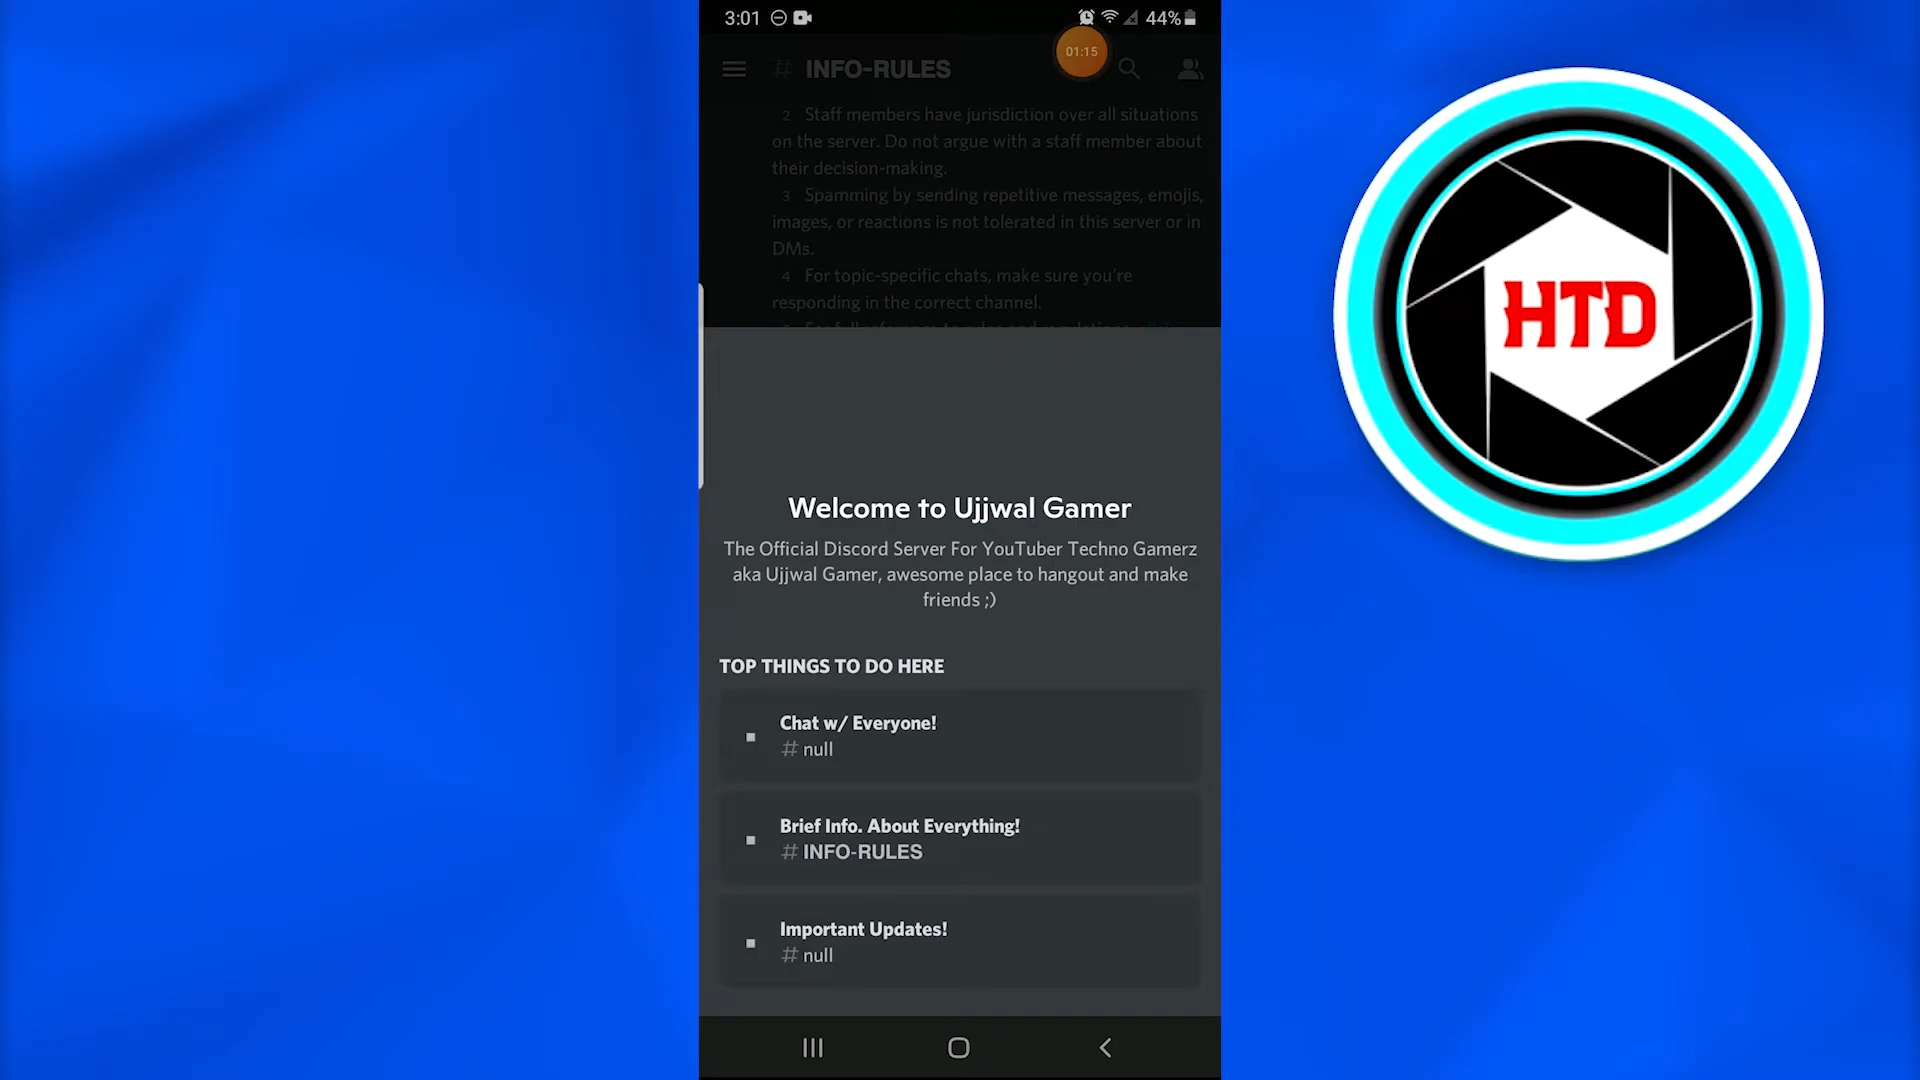 3:01
44%
01:15
# INFO-RULES
2 Staff members have jurisdiction over all situations
on the server. Do not argue with a staff member about
their decision-making.
3 Spamming by sending repetitive messages, emojis,
images, or reactions is not tolerated in this server or in
DMs.
4 For topic-specific chats, make sure you're
responding in the correct channel.
HTD
Welcome to Ujjwal Gamer
The Official Discord Server For YouTuber Techno Gamerz
aka Ujjwal Gamer, awesome place to hangout and make
friends ;)
TOP THINGS TO DO HERE
Chat w/ Everyone!
# null
Brief Info. About Everything!
# INFO-RULES
Important Updates!
# null